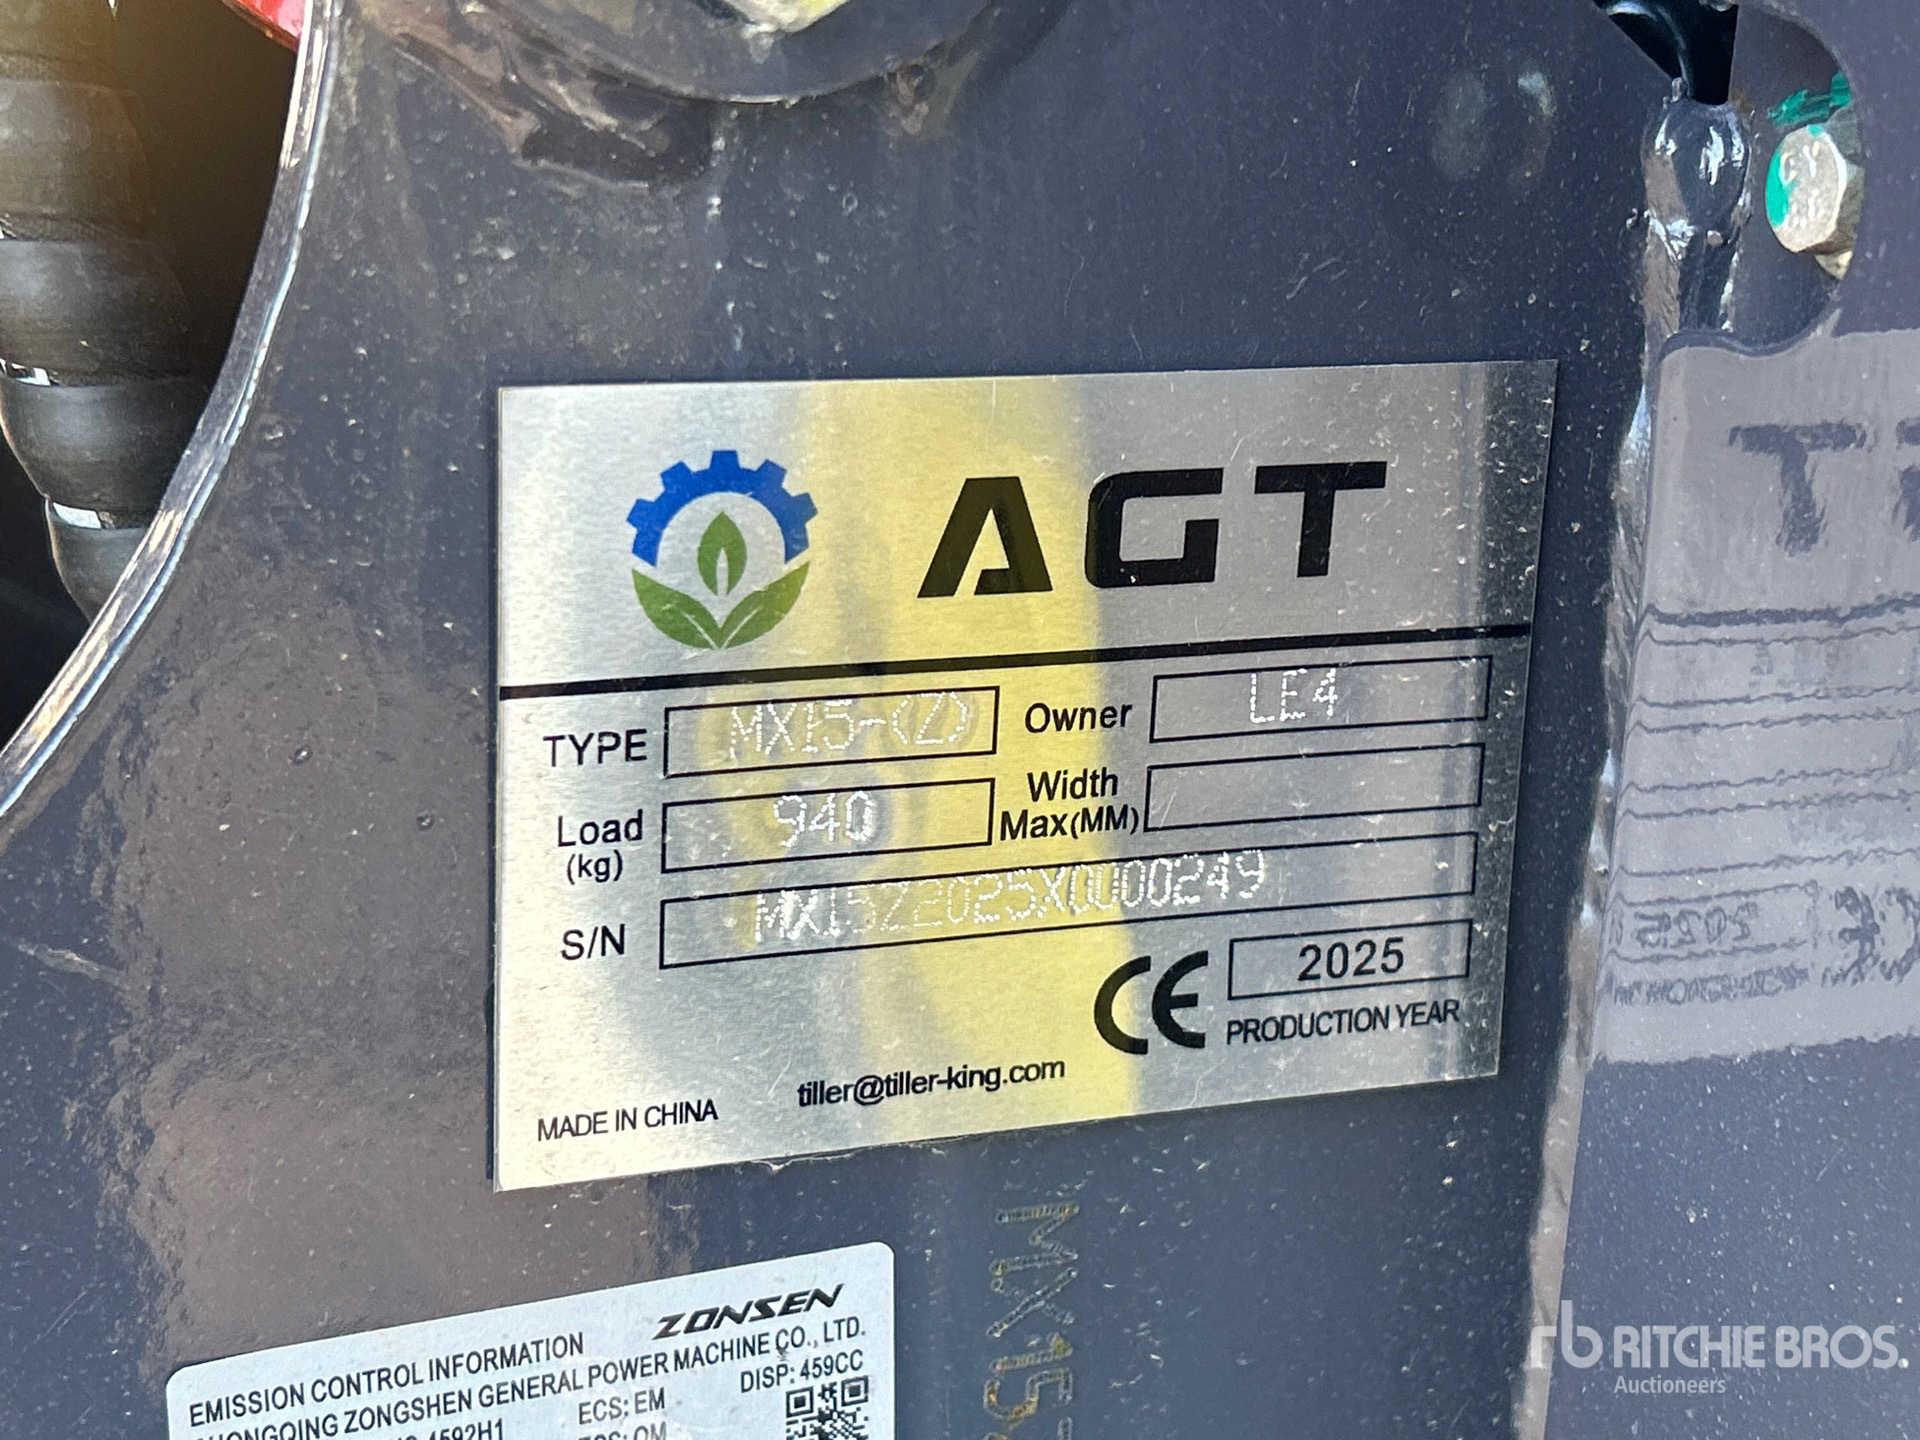 AGT
TYPE MX15-(Z) Owner LE4
Load (kg) 940 Width Max(MM)
S/N MX15Z2025X0000249
CE 2025
PRODUCTION YEAR
tiller@tiller-king.com
MADE IN CHINA
MX15
ZONSEN
EMISSION CONTROL INFORMATION
ZONGSHEN GENERAL POWER MACHINE CO., LTD.
DISP: 459CC
ECS: EM
RITCHIE BROS.
Auctioneers